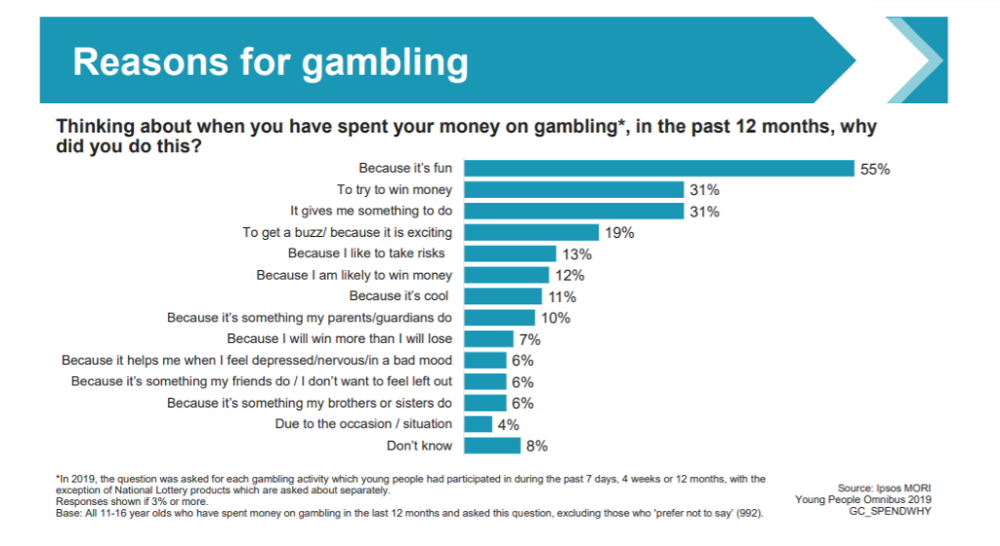 Reasons for gambling
Thinking about when you have spent your money on gambling*, in the past 12 months, why
did you do this?
Because it's fun 55%
To try to win money 31%
It gives me something to do 31%
To get a buzz/ because it is exciting 19%
Because I like to take risks 13%
Because I am likely to win money 12%
Because it's cool 11%
Because it's something my parents/guardians do 10%
Because I will win more than I will lose 7%
Because it helps me when I feel depressed/nervous/in a bad mood 6%
Because it's something my friends do / I don't want to feel left out 6%
Because it's something my brothers or sisters do 6%
Due to the occasion / situation 4%
Don't know 8%
*In 2019, the question was asked for each gambling activity which young people had participated in during the past 7 days, 4 weeks or 12 months, with the
exception of National Lottery products which are asked about separately.
Responses shown if 3% or more.
Base: All 11-16 year olds who have spent money on gambling in the last 12 months and asked this question, excluding those who 'prefer not to say' (992).
Source: Ipsos MORI
Young People Omnibus 2019
GC_SPENDWHY